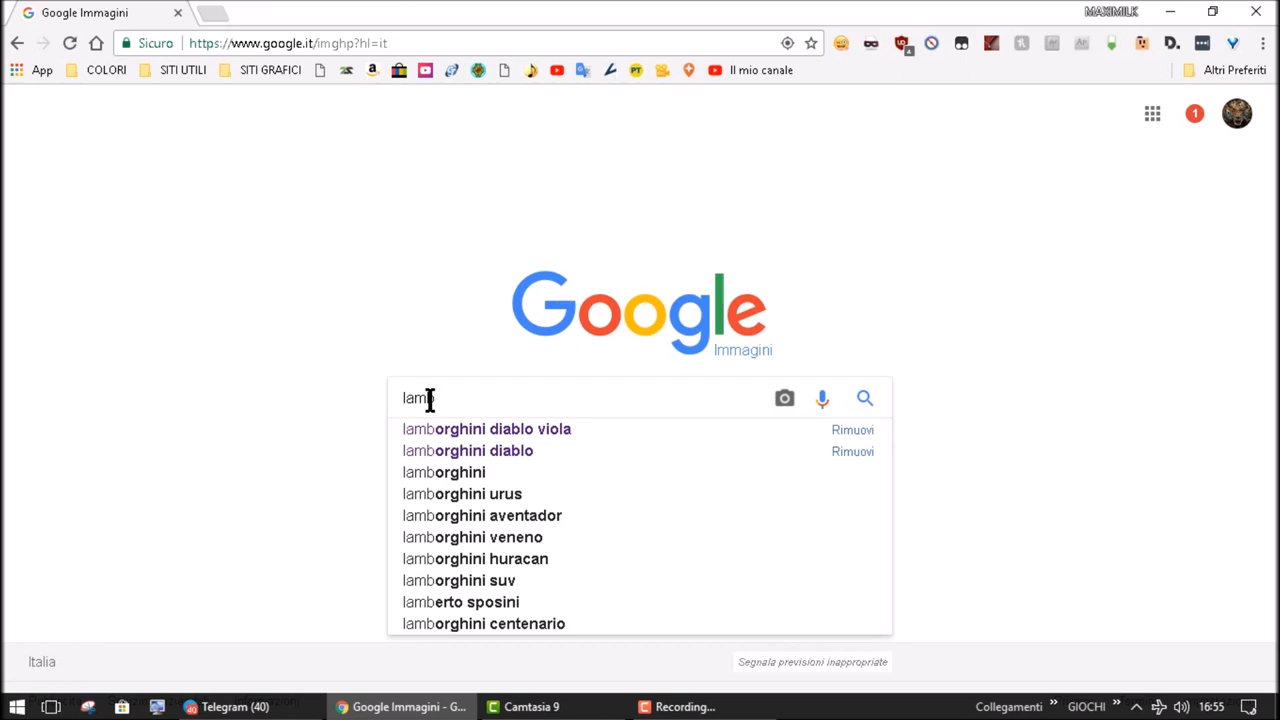 Google Immagini
MAXIMILK
Sicuro
https://www.google.it/imghp?hl=it
App
COLORI
SITI UTILI
SITI GRAFICI
Il mio canale
Altri Preferiti
1
Google
Immagini
lamb
lamborghini diablo viola
Rimuovi
lamborghini diablo
Rimuovi
lamborghini
lamborghini urus
lamborghini aventador
lamborghini veneno
lamborghini huracan
lamborghini suv
lamberto sposini
lamborghini centenario
Italia
Segnala previsioni inappropriate
Telegram (40)
Google Immagini - G...
Camtasia 9
Recording...
Collegamenti
GIOCHI
16:55